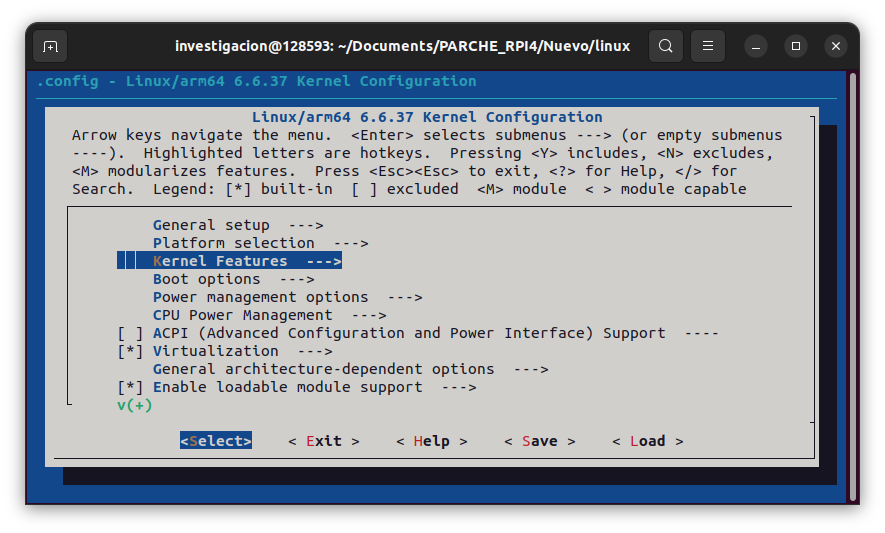 investigacion@128593: ~/Documents/PARCHE_RPI4/Nuevo/linux
.config - Linux/arm64 6.6.37 Kernel Configuration
Linux/arm64 6.6.37 Kernel Configuration
Arrow keys navigate the menu.  <Enter> selects submenus ---> (or empty submenus
----).  Highlighted letters are hotkeys.  Pressing <Y> includes, <N> excludes,
<M> modularizes features.  Press <Esc><Esc> to exit, <?> for Help, </> for
Search.  Legend: [*] built-in  [ ] excluded  <M> module  < > module capable
General setup  --->
Platform selection  --->
Kernel Features  --->
Boot options  --->
Power management options  --->
CPU Power Management  --->
[ ] ACPI (Advanced Configuration and Power Interface) Support  ----
[*] Virtualization  --->
General architecture-dependent options  --->
[*] Enable loadable module support  --->
v(+)
<Select>    < Exit >    < Help >    < Save >    < Load >